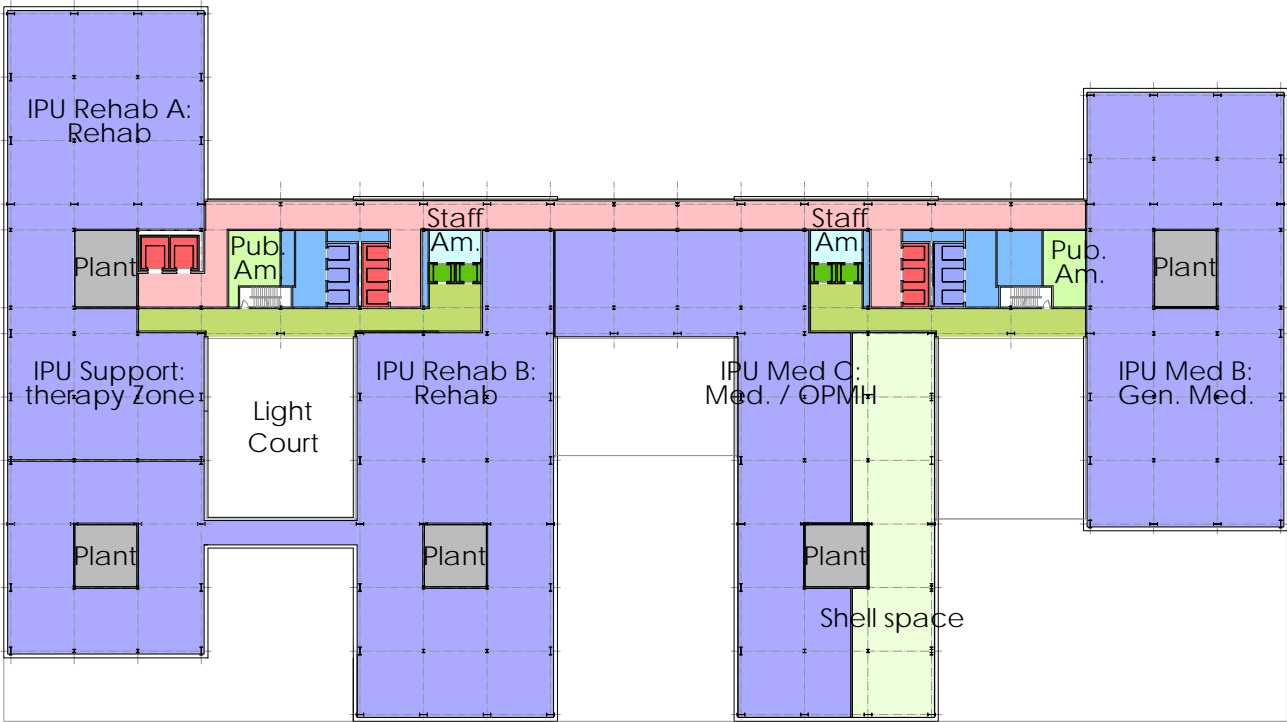 IPU Rehab A:
Rehab
Staff
Am.
Staff
Am.
Pub.
Am.
Pub.
Am.
Plant
Plant
IPU Support:
therapy Zone
IPU Rehab B:
Rehab
IPU Med C:
Med. / OPMH
IPU Med B:
Gen. Med.
Light
Court
Plant
Plant
Plant
Shell space